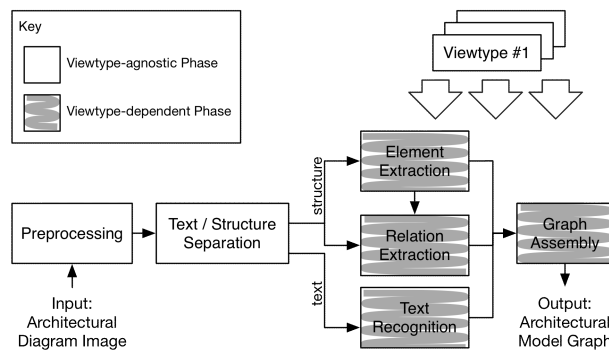 Key
Viewtype-agnostic Phase
Viewtype-dependent Phase
Viewtype #1
Element
Extraction
structure
Preprocessing
Text / Structure
Separation
Relation
Extraction
Graph
Assembly
text
Text
Recognition
Input:
Architectural
Diagram Image
Output:
Architectural
Model Graph